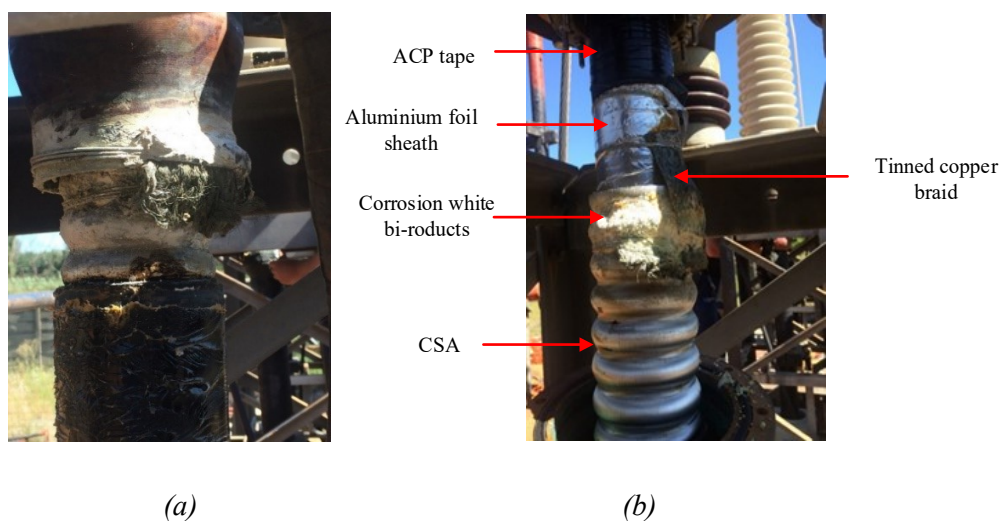 ACP tape
Aluminium foil
sheath
Tinned copper
braid
Corrosion white
bi-roducts
CSA
(a)
(b)